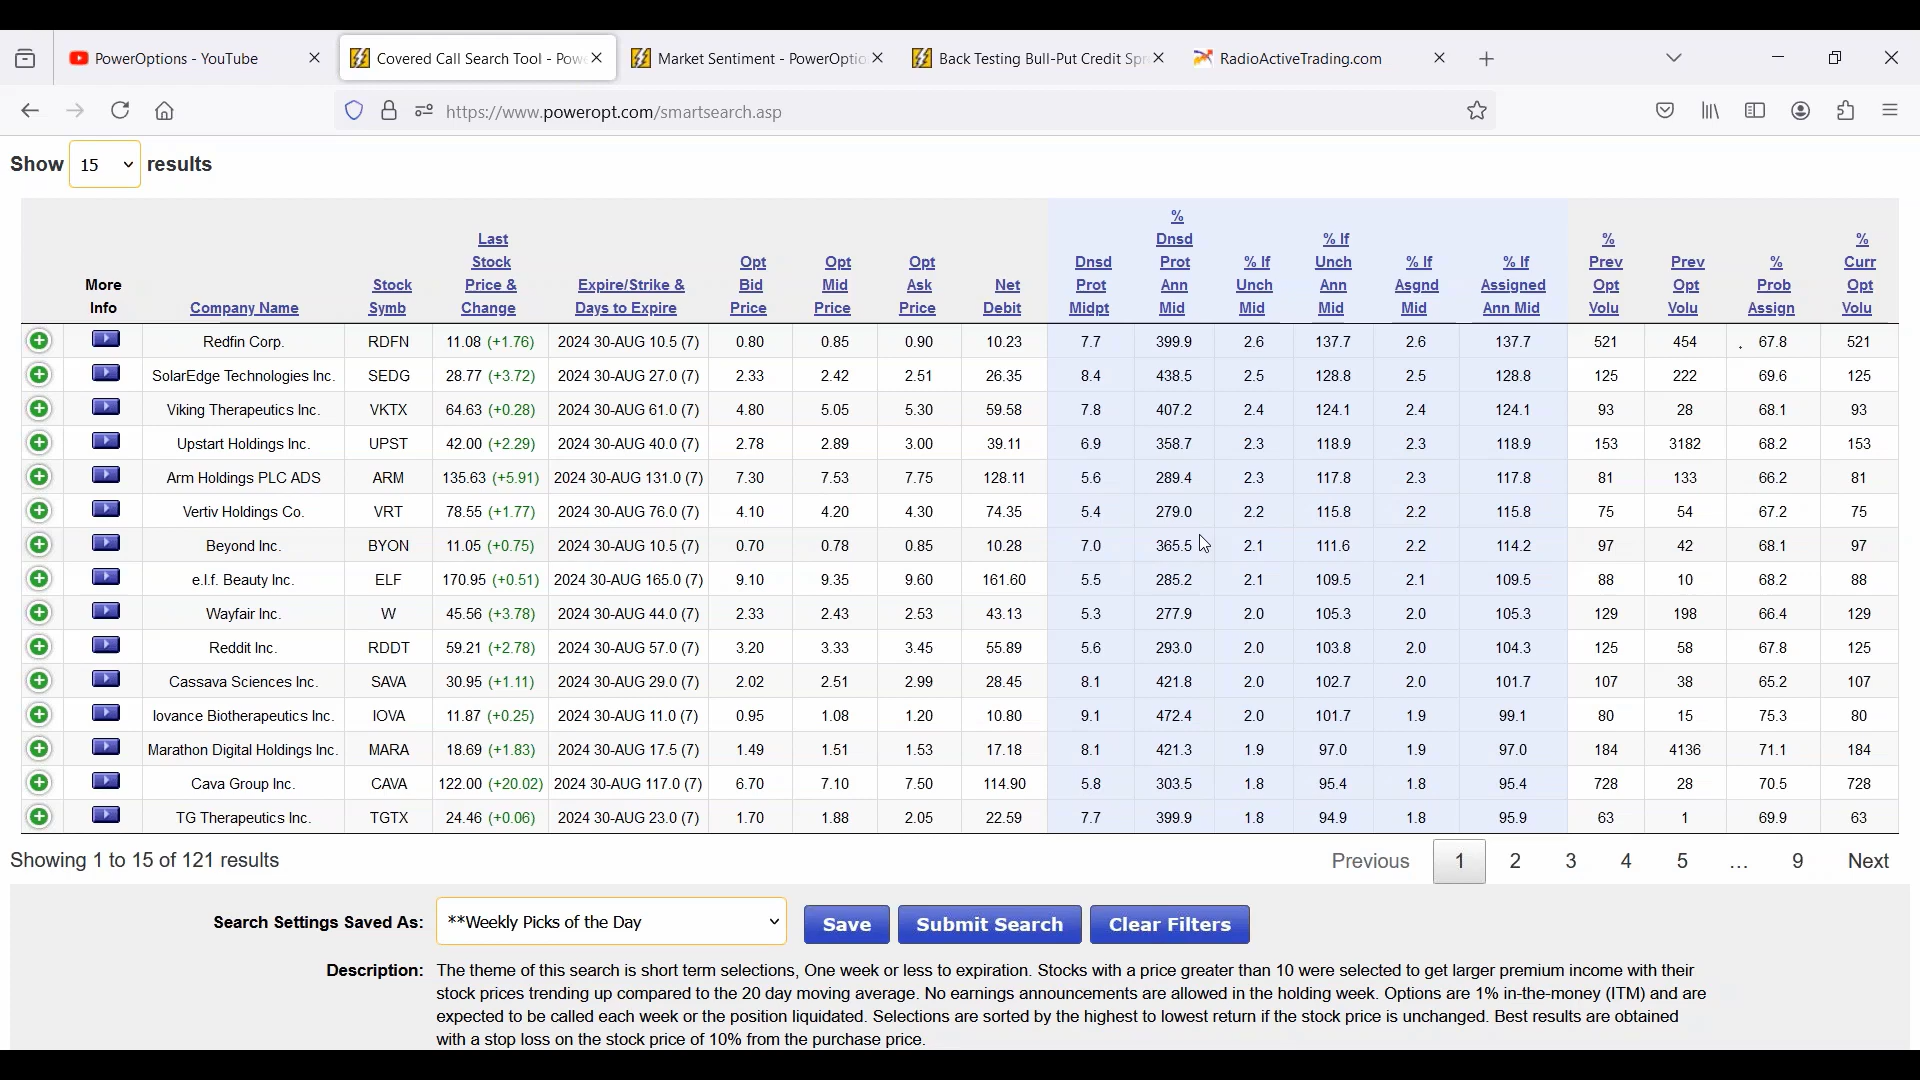 PowerOptions - YouTube
Covered Call Search Tool - Powe
Market Sentiment - PowerOptio
Back Testing Bull-Put Credit Spr
RadioActiveTrading.com
https://www.poweropt.com/smartsearch.asp
Show 15 results
More Info | Company Name | Stock Symb | Last Stock Price & Change | Expire/Strike & Days to Expire | Opt Bid Price | Opt Mid Price | Opt Ask Price | Net Debit | Dnsd Prot Midpt | % Dnsd Prot Ann Mid | % If Unch Mid | % If Unch Ann Mid | % If Asgnd Mid | % If Assigned Ann Mid | % Prev Opt Volu | Prev Opt Volu | % Prob Assign | % Curr Opt Volu
Redfin Corp. RDFN 11.08 (+1.76) 2024 30-AUG 10.5 (7) 0.80 0.85 0.90 10.23 7.7 399.9 2.6 137.7 2.6 137.7 521 454 67.8 521
SolarEdge Technologies Inc. SEDG 28.77 (+3.72) 2024 30-AUG 27.0 (7) 2.33 2.42 2.51 26.35 8.4 438.5 2.5 128.8 2.5 128.8 125 222 69.6 125
Viking Therapeutics Inc. VKTX 64.63 (+0.28) 2024 30-AUG 61.0 (7) 4.80 5.05 5.30 59.58 7.8 407.2 2.4 124.1 2.4 124.1 93 28 68.1 93
Upstart Holdings Inc. UPST 42.00 (+2.29) 2024 30-AUG 40.0 (7) 2.78 2.89 3.00 39.11 6.9 358.7 2.3 118.9 2.3 118.9 153 3182 68.2 153
Arm Holdings PLC ADS ARM 135.63 (+5.91) 2024 30-AUG 131.0 (7) 7.30 7.53 7.75 128.11 5.6 289.4 2.3 117.8 2.3 117.8 81 133 66.2 81
Vertiv Holdings Co. VRT 78.55 (+1.77) 2024 30-AUG 76.0 (7) 4.10 4.20 4.30 74.35 5.4 279.0 2.2 115.8 2.2 115.8 75 54 67.2 75
Beyond Inc. BYON 11.05 (+0.75) 2024 30-AUG 10.5 (7) 0.70 0.78 0.85 10.28 7.0 365.5 2.1 111.6 2.2 114.2 97 42 68.1 97
e.l.f. Beauty Inc. ELF 170.95 (+0.51) 2024 30-AUG 165.0 (7) 9.10 9.35 9.60 161.60 5.5 285.2 2.1 109.5 2.1 109.5 88 10 68.2 88
Wayfair Inc. W 45.56 (+3.78) 2024 30-AUG 44.0 (7) 2.33 2.43 2.53 43.13 5.3 277.9 2.0 105.3 2.0 105.3 129 198 66.4 129
Reddit Inc. RDDT 59.21 (+2.78) 2024 30-AUG 57.0 (7) 3.20 3.33 3.45 55.89 5.6 293.0 2.0 103.8 2.0 104.3 125 58 67.8 125
Cassava Sciences Inc. SAVA 30.95 (+1.11) 2024 30-AUG 29.0 (7) 2.02 2.51 2.99 28.45 8.1 421.8 2.0 102.7 2.0 101.7 107 38 65.2 107
Iovance Biotherapeutics Inc. IOVA 11.87 (+0.25) 2024 30-AUG 11.0 (7) 0.95 1.08 1.20 10.80 9.1 472.4 2.0 101.7 1.9 99.1 80 15 75.3 80
Marathon Digital Holdings Inc. MARA 18.69 (+1.83) 2024 30-AUG 17.5 (7) 1.49 1.51 1.53 17.18 8.1 421.3 1.9 97.0 1.9 97.0 184 4136 71.1 184
Cava Group Inc. CAVA 122.00 (+20.02) 2024 30-AUG 117.0 (7) 6.70 7.10 7.50 114.90 5.8 303.5 1.8 95.4 1.8 95.4 728 28 70.5 728
TG Therapeutics Inc. TGTX 24.46 (+0.06) 2024 30-AUG 23.0 (7) 1.70 1.88 2.05 22.59 7.7 399.9 1.8 94.9 1.8 95.9 63 1 69.9 63
Showing 1 to 15 of 121 results
Previous 1 2 3 4 5 ... 9 Next
Search Settings Saved As: **Weekly Picks of the Day Save Submit Search Clear Filters
Description: The theme of this search is short term selections, One week or less to expiration. Stocks with a price greater than 10 were selected to get larger premium income with their
stock prices trending up compared to the 20 day moving average. No earnings announcements are allowed in the holding week. Options are 1% in-the-money (ITM) and are
expected to be called each week or the position liquidated. Selections are sorted by the highest to lowest return if the stock price is unchanged. Best results are obtained
with a stop loss on the stock price of 10% from the purchase price.